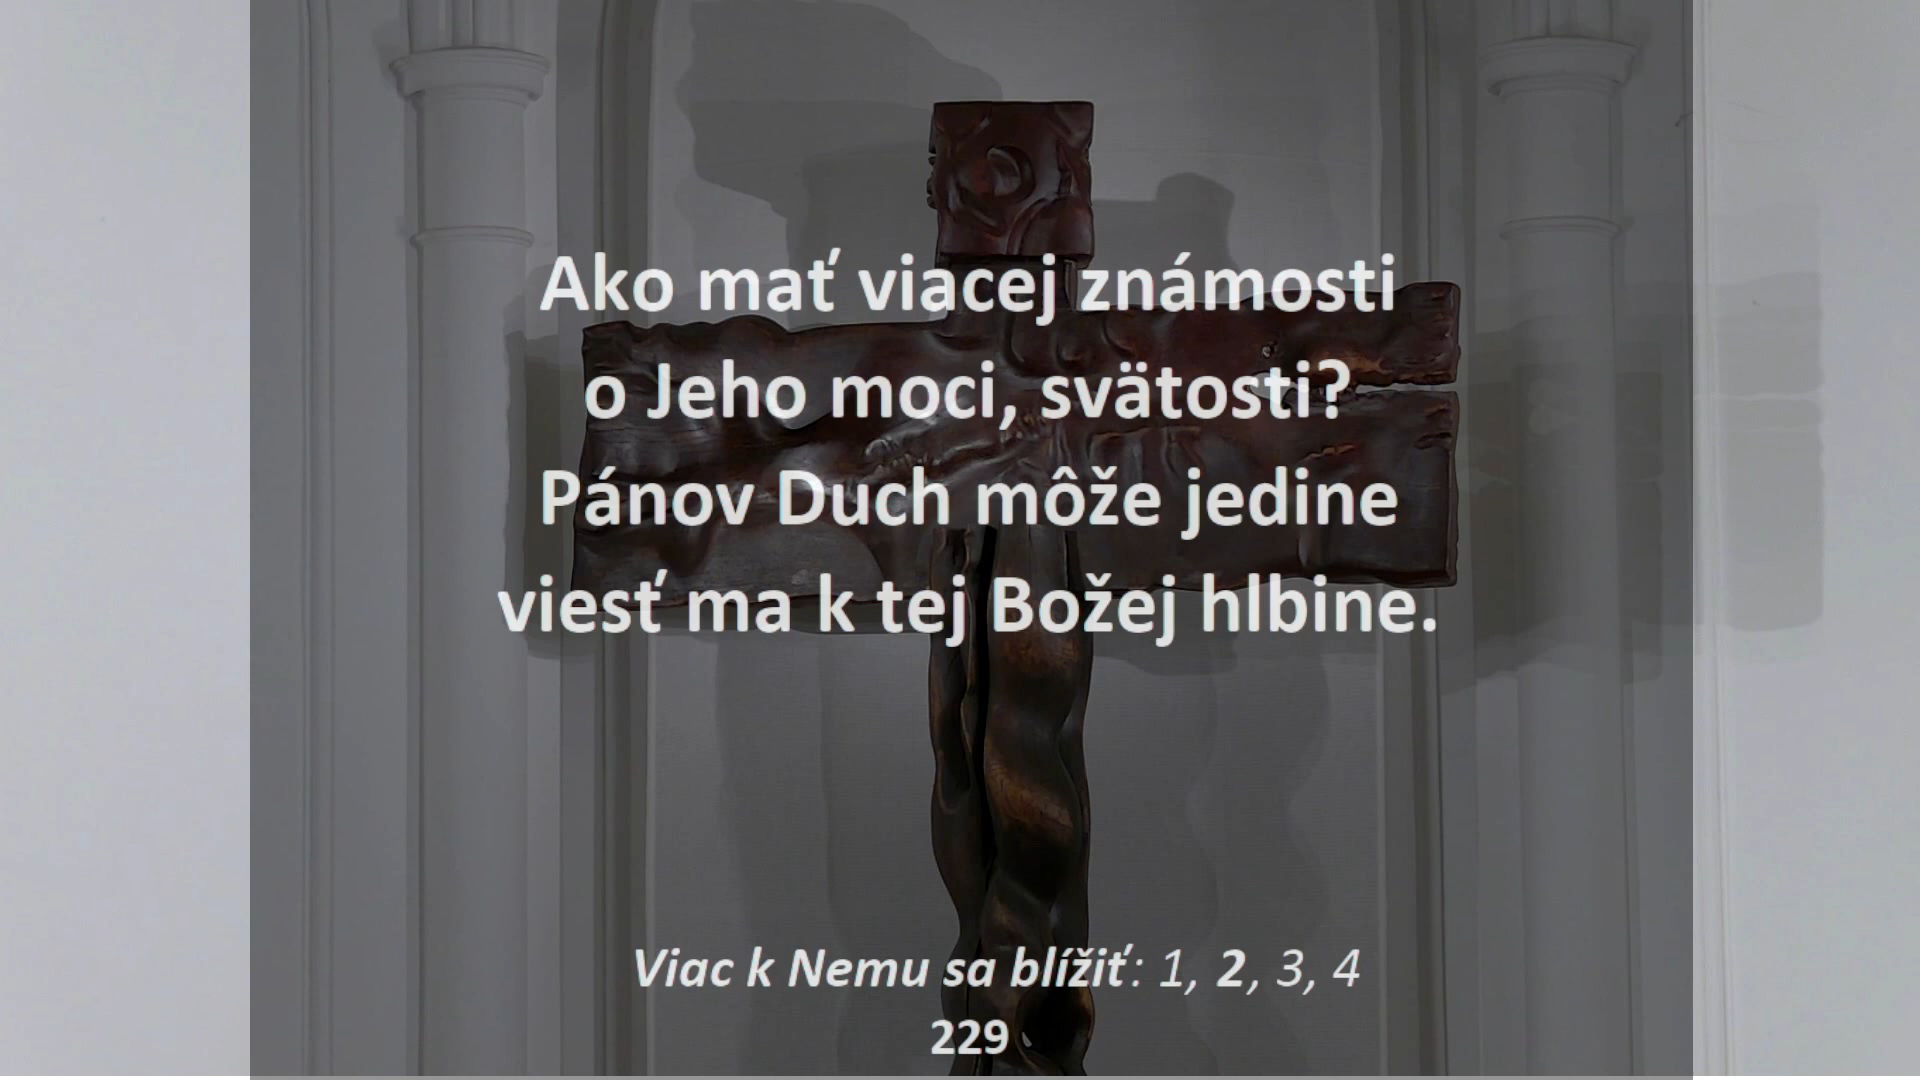 Ako mať viacej známosti
o Jeho moci, svätosti?
Pánov Duch môže jedine
viesť ma k tej Božej hlbine.
Viac k Nemu sa blížiť: 1, 2, 3, 4
229